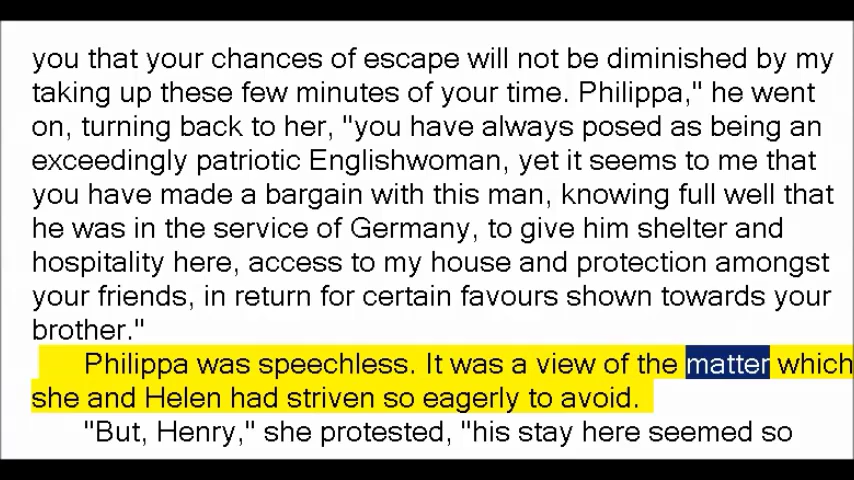 you that your chances of escape will not be diminished by my
taking up these few minutes of your time. Philippa," he went
on, turning back to her, "you have always posed as being an
exceedingly patriotic Englishwoman, yet it seems to me that
you have made a bargain with this man, knowing full well that
he was in the service of Germany, to give him shelter and
hospitality here, access to my house and protection amongst
your friends, in return for certain favours shown towards your
brother."
Philippa was speechless. It was a view of the matter which
she and Helen had striven so eagerly to avoid.
"But, Henry," she protested, "his stay here seemed so